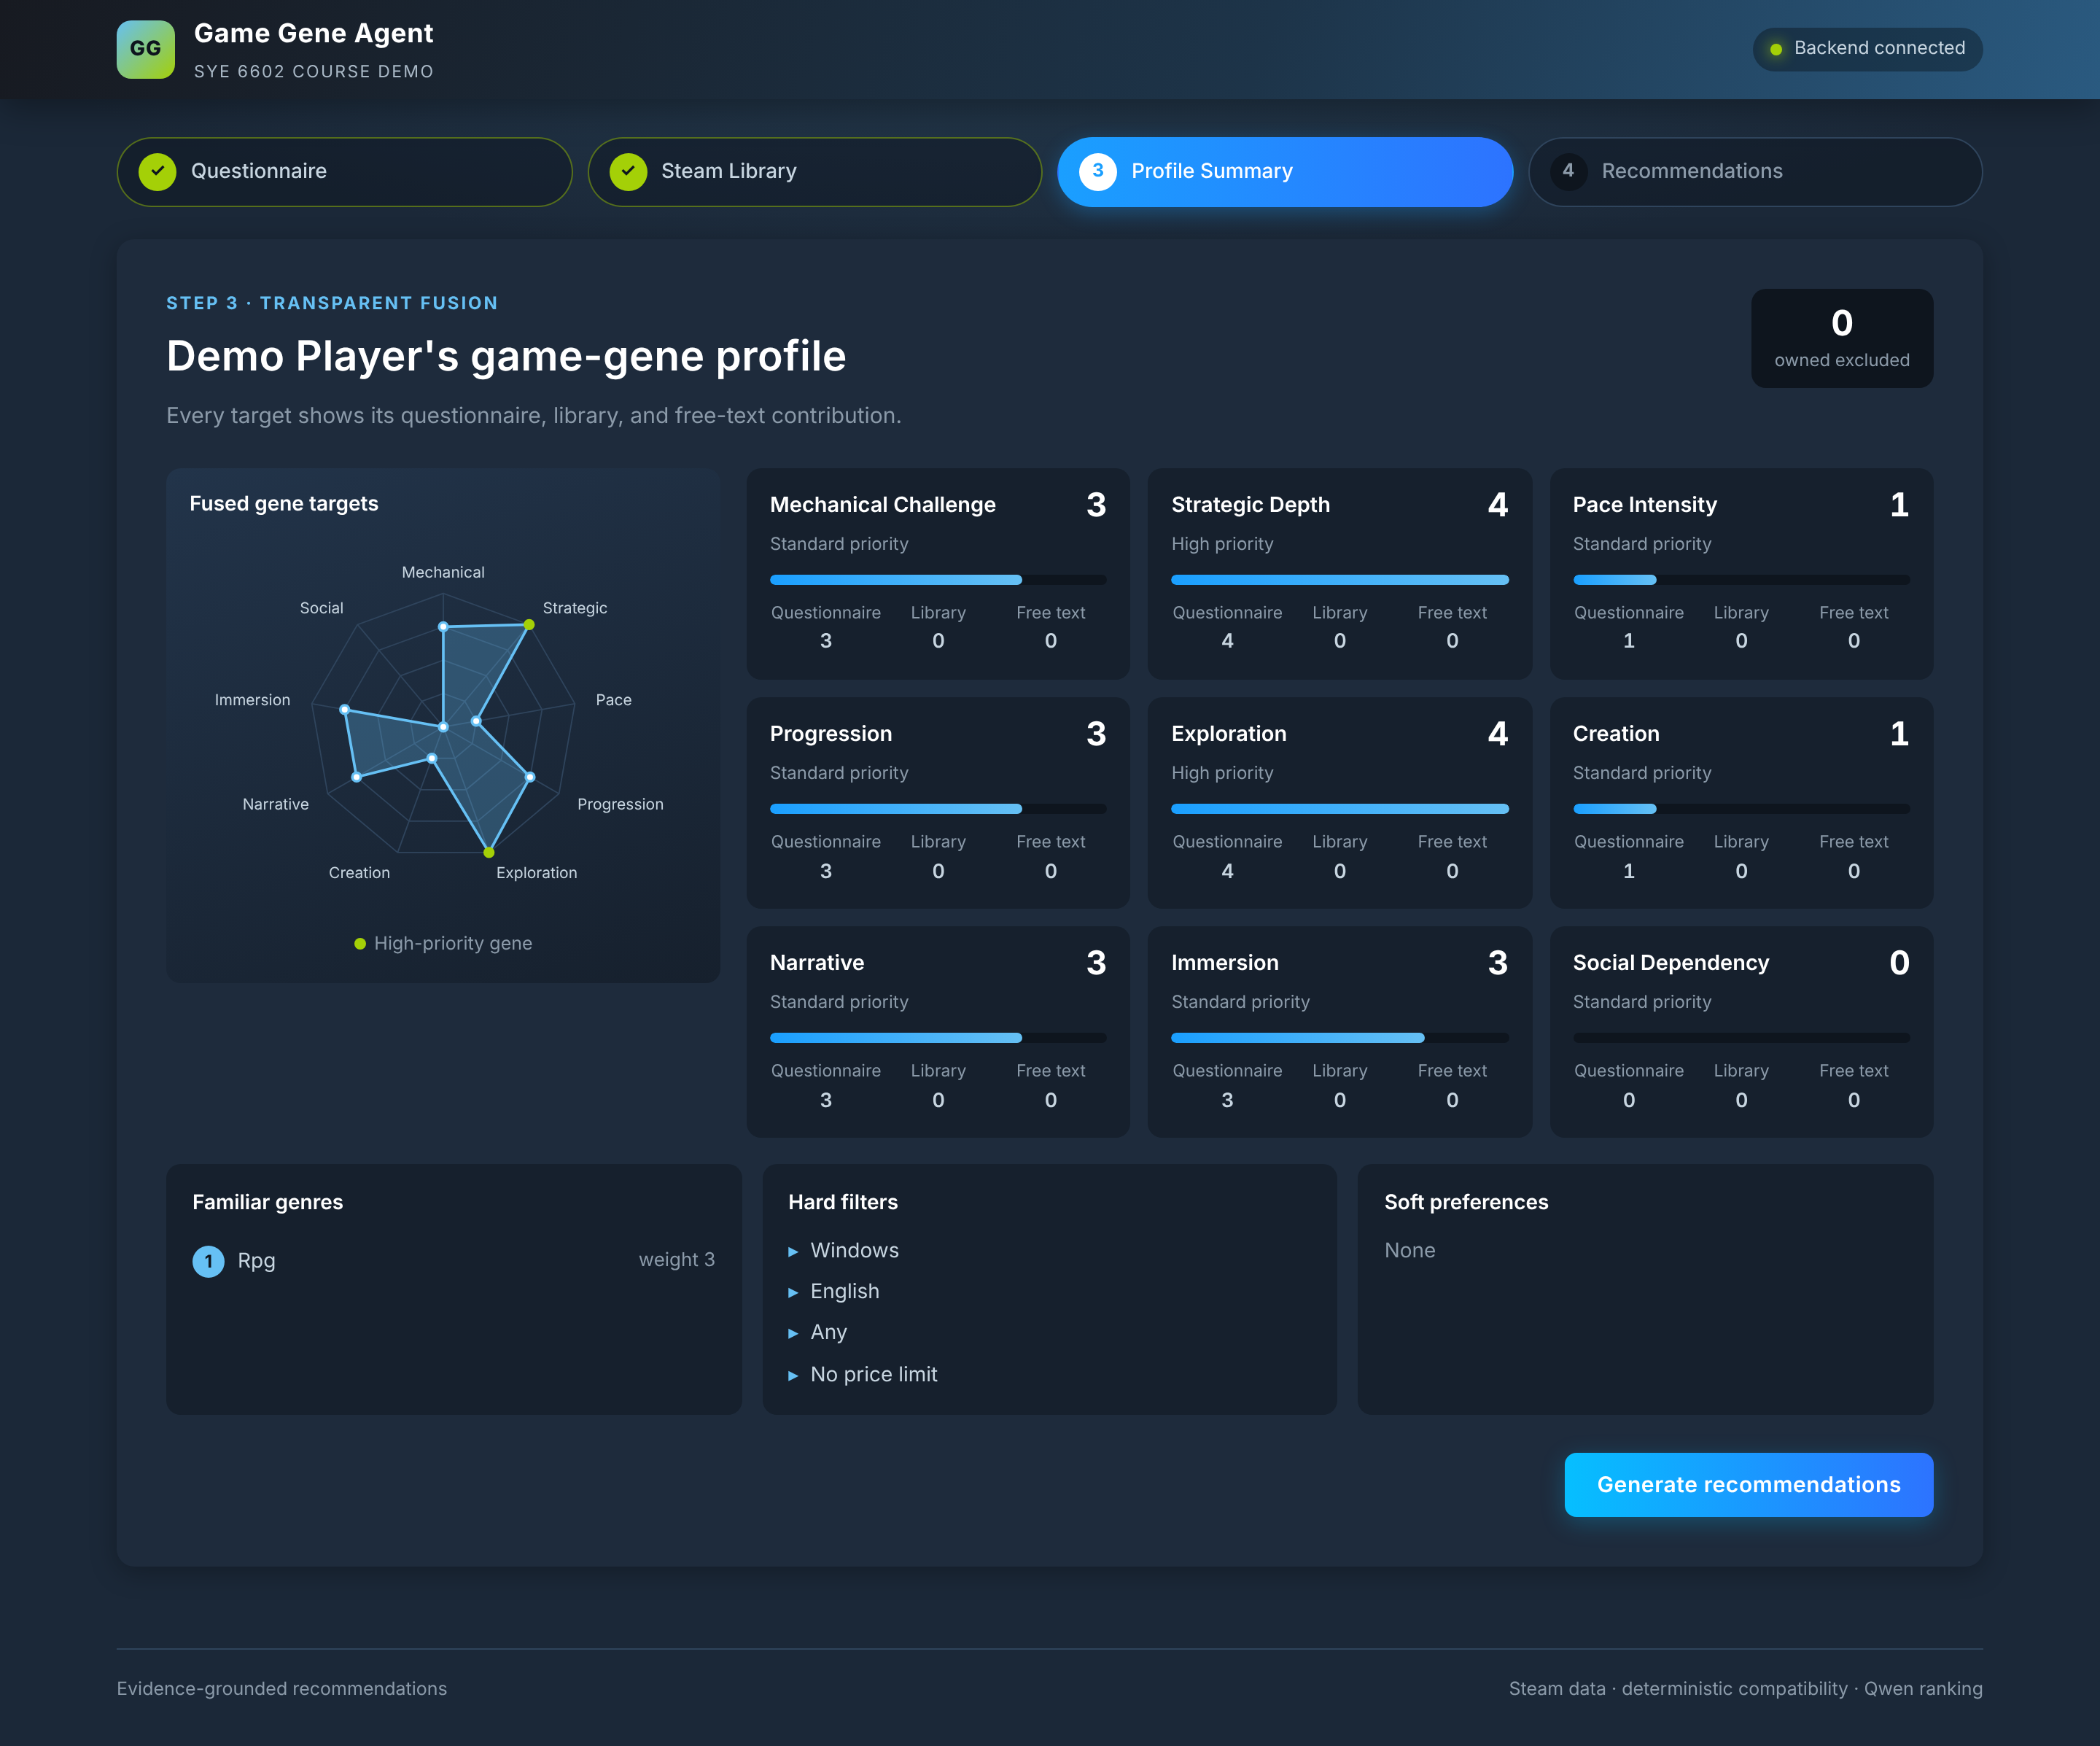 GG
Game Gene Agent
SYE 6602 COURSE DEMO
Backend connected
Questionnaire
Steam Library
3 Profile Summary
4 Recommendations
STEP 3 · TRANSPARENT FUSION
Demo Player's game-gene profile
Every target shows its questionnaire, library, and free-text contribution.
0
owned excluded
Fused gene targets
Mechanical
Social
Strategic
Immersion
Pace
Narrative
Progression
Creation
Exploration
High-priority gene
Mechanical Challenge 3
Standard priority
Questionnaire Library Free text
3 0 0
Strategic Depth 4
High priority
Questionnaire Library Free text
4 0 0
Pace Intensity 1
Standard priority
Questionnaire Library Free text
1 0 0
Progression 3
Standard priority
Questionnaire Library Free text
3 0 0
Exploration 4
High priority
Questionnaire Library Free text
4 0 0
Creation 1
Standard priority
Questionnaire Library Free text
1 0 0
Narrative 3
Standard priority
Questionnaire Library Free text
3 0 0
Immersion 3
Standard priority
Questionnaire Library Free text
3 0 0
Social Dependency 0
Standard priority
Questionnaire Library Free text
0 0 0
Familiar genres
1 Rpg weight 3
Hard filters
Windows
English
Any
No price limit
Soft preferences
None
Generate recommendations
Evidence-grounded recommendations
Steam data · deterministic compatibility · Qwen ranking